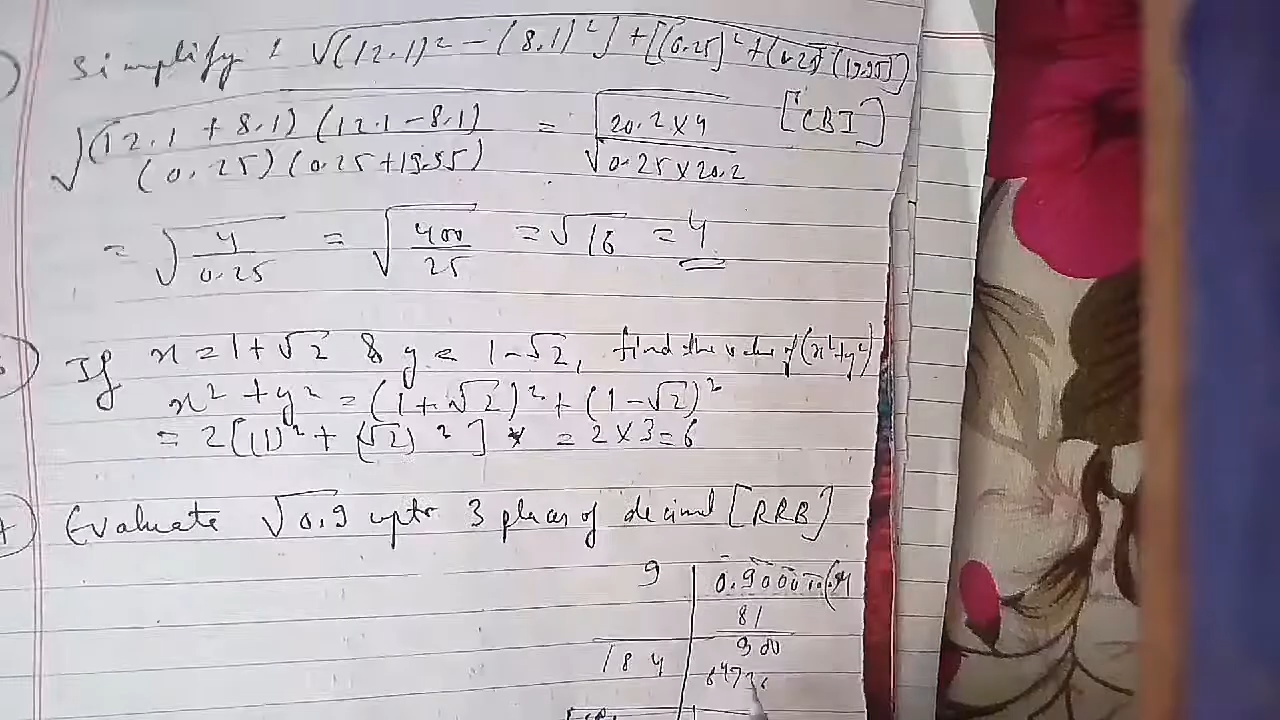 Simplify : √(12.1)² - (8.1)²] + [(0.25)² + (0.25)(19.95)]
√(12.1 + 8.1) (12.1 - 8.1) / (0.25) (0.25 + 19.95) = √20.2 x 4 / √0.25 x 20.2 [CBI]
= √4 / 0.25 = √400 / 25 = √16 = 4
If x = 1 + √2 & y = 1 - √2, find the value of (x² + y²)
x² + y² = (1 + √2)² + (1 - √2)²
= 2 [(1)² + (√2)²] = 2 x 3 = 6
Evaluate √0.9 upto 3 places of decimal [RRB]
9 | 0.90000
81
184 | 900